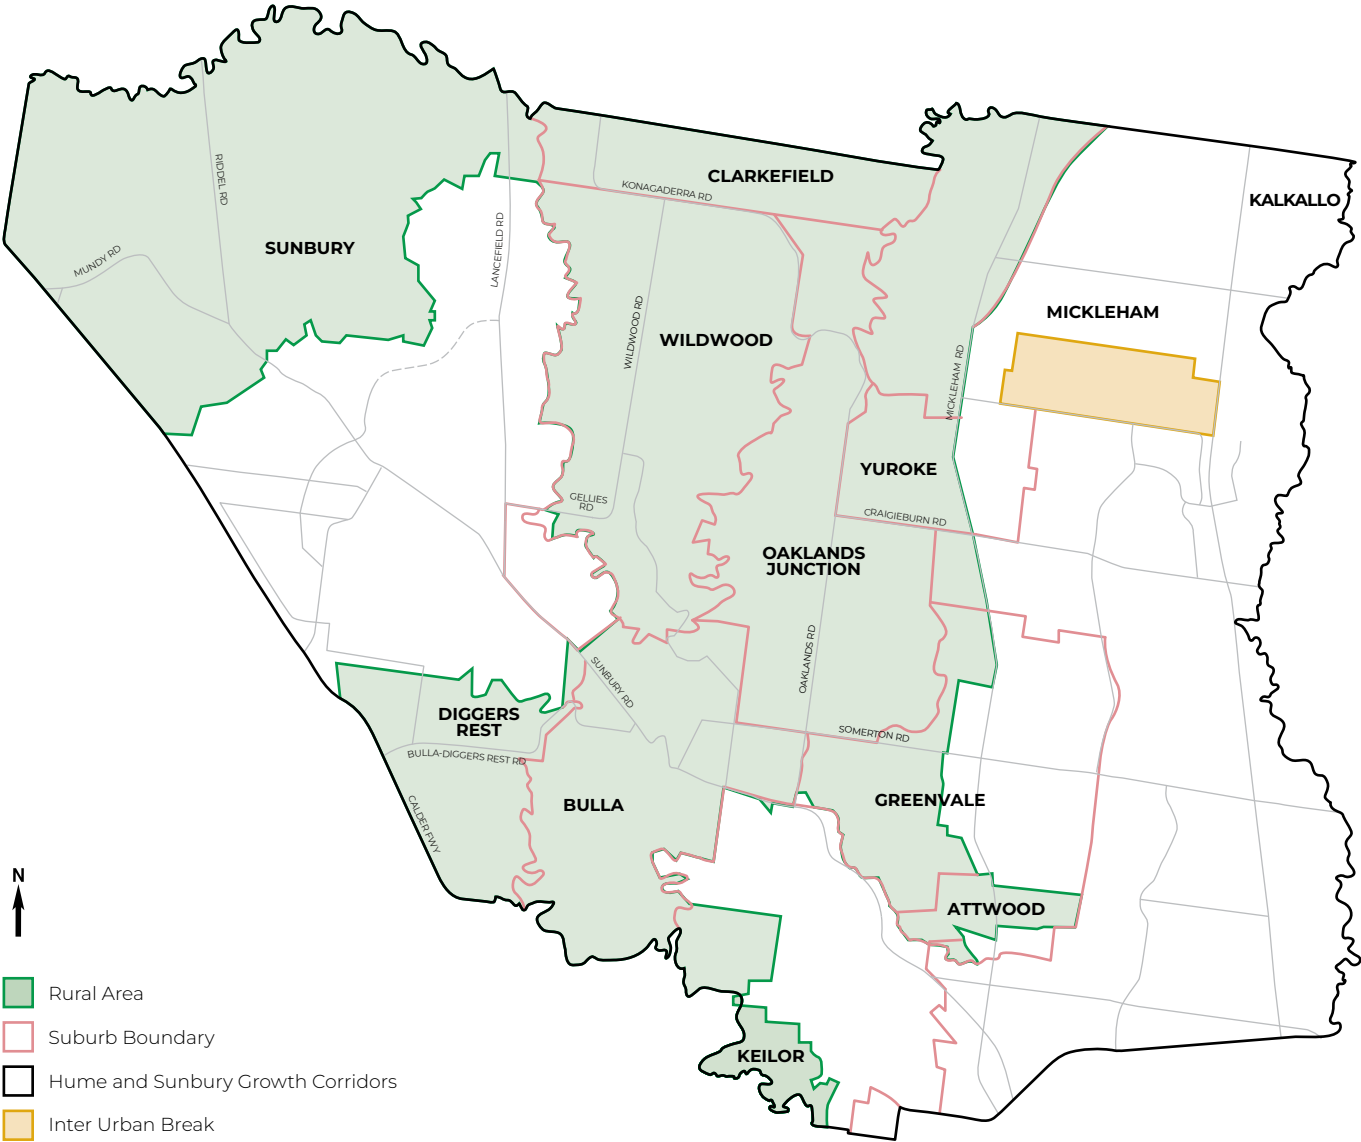 CLARKEFIELD
KALKALLO
RIDDEL RD
KONAGADERRA RD
SUNBURY
MUNDY RD
LANCEFIELD RD
MICKLEHAM
WILDWOOD RD
WILDWOOD
MICKLEHAM RD
YUROKE
GELLIES
RD
CRAIGIEBURN RD
OAKLANDS
JUNCTION
OAKLANDS RD
SUNBURY RD
DIGGERS
REST
SOMERTON RD
BULLA-DIGGERS REST RD
BULLA
GREENVALE
CALDER FWY
N
ATTWOOD
KEILOR
Rural Area
Suburb Boundary
Hume and Sunbury Growth Corridors
Inter Urban Break